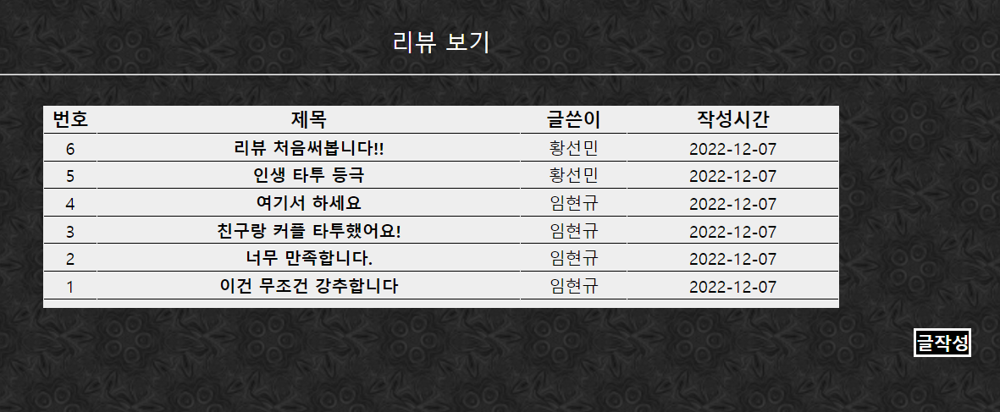 리뷰 보기
번호 제목 글쓴이 작성시간
6 리뷰 처음써봅니다!! 황선민 2022-12-07
5 인생 타투 등극 황선민 2022-12-07
4 여기서 하세요 임현규 2022-12-07
3 친구랑 커플 타투했어요! 임현규 2022-12-07
2 너무 만족합니다. 임현규 2022-12-07
1 이건 무조건 강추합니다 임현규 2022-12-07
글작성